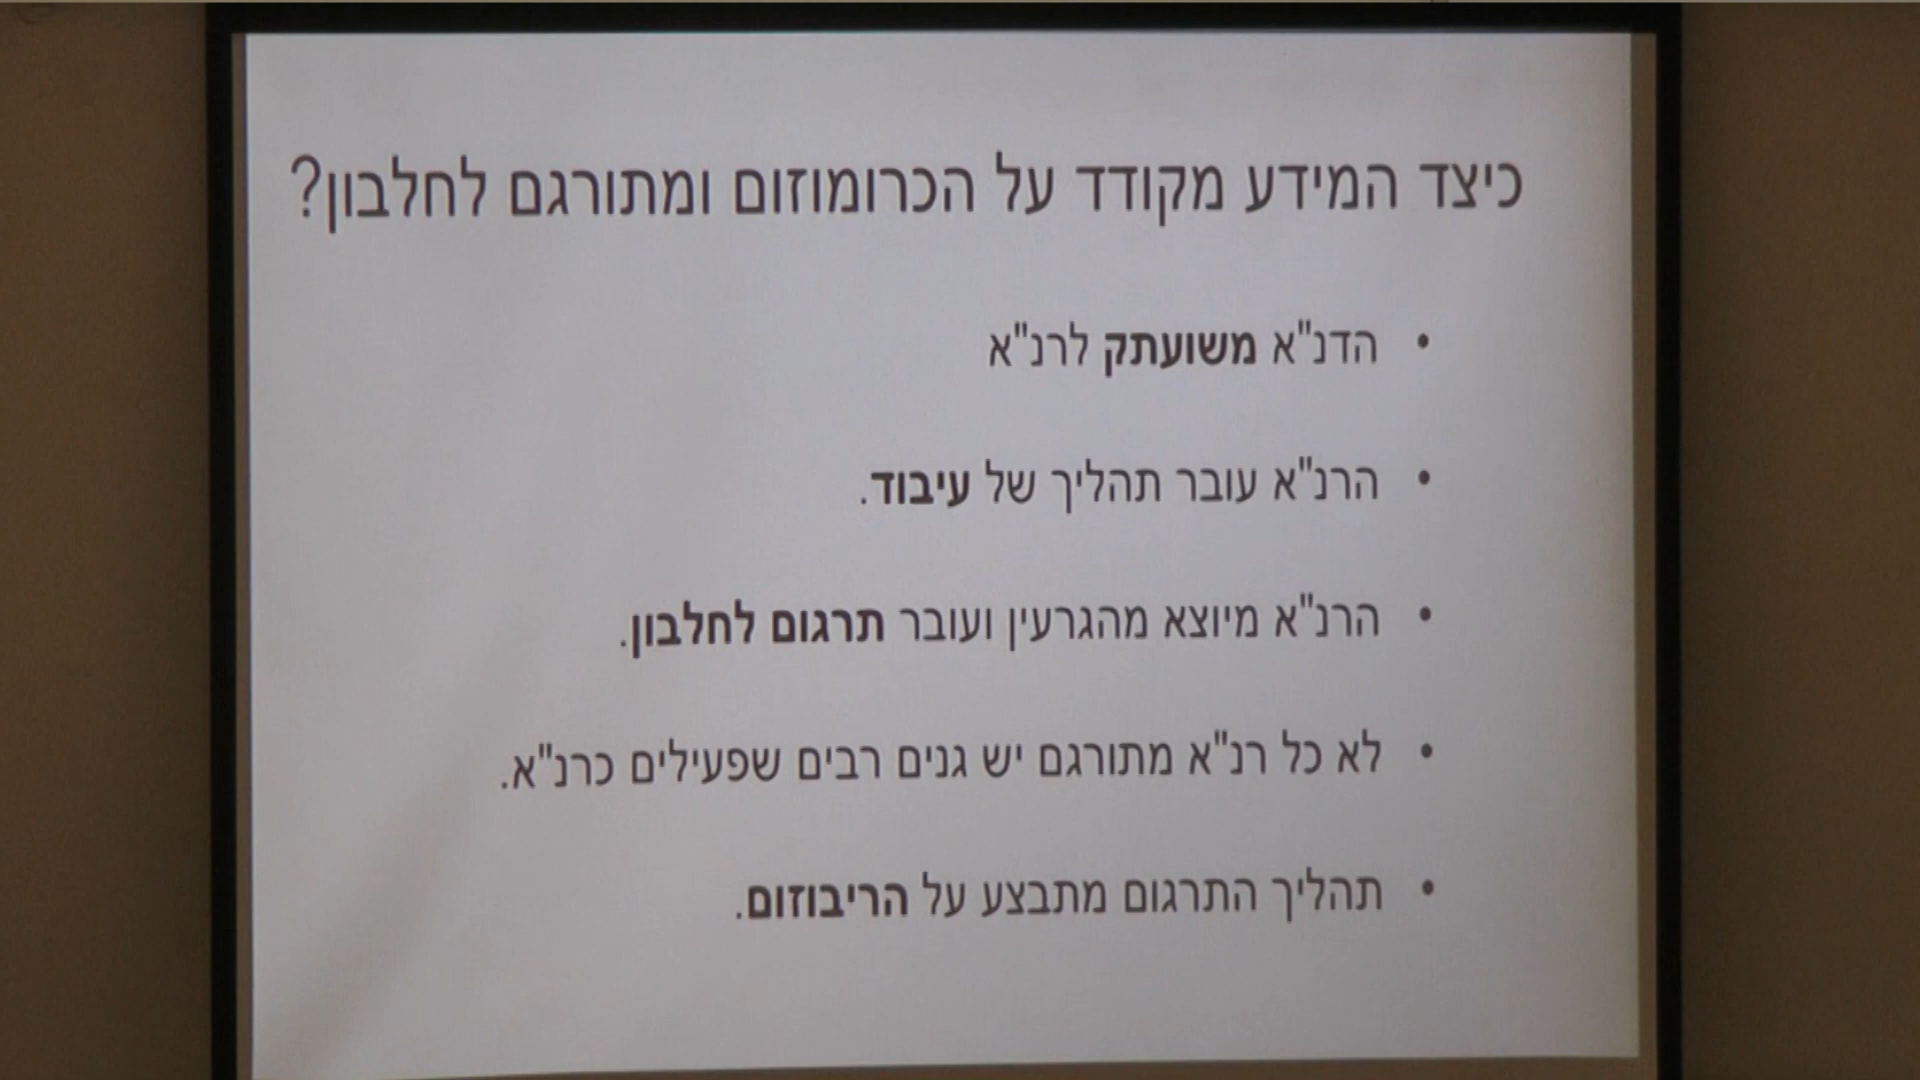 כיצד המידע מקודד על הכרומוזום ומתורגם לחלבון?
• הדנ"א משועתק לרנ"א
• הרנ"א עובר תהליך של עיבוד.
• הרנ"א מיוצא מהגרעין ועובר תרגום לחלבון.
• לא כל רנ"א מתורגם יש גנים רבים שפעילים כרנ"א.
• תהליך התרגום מתבצע על הריבוזום.